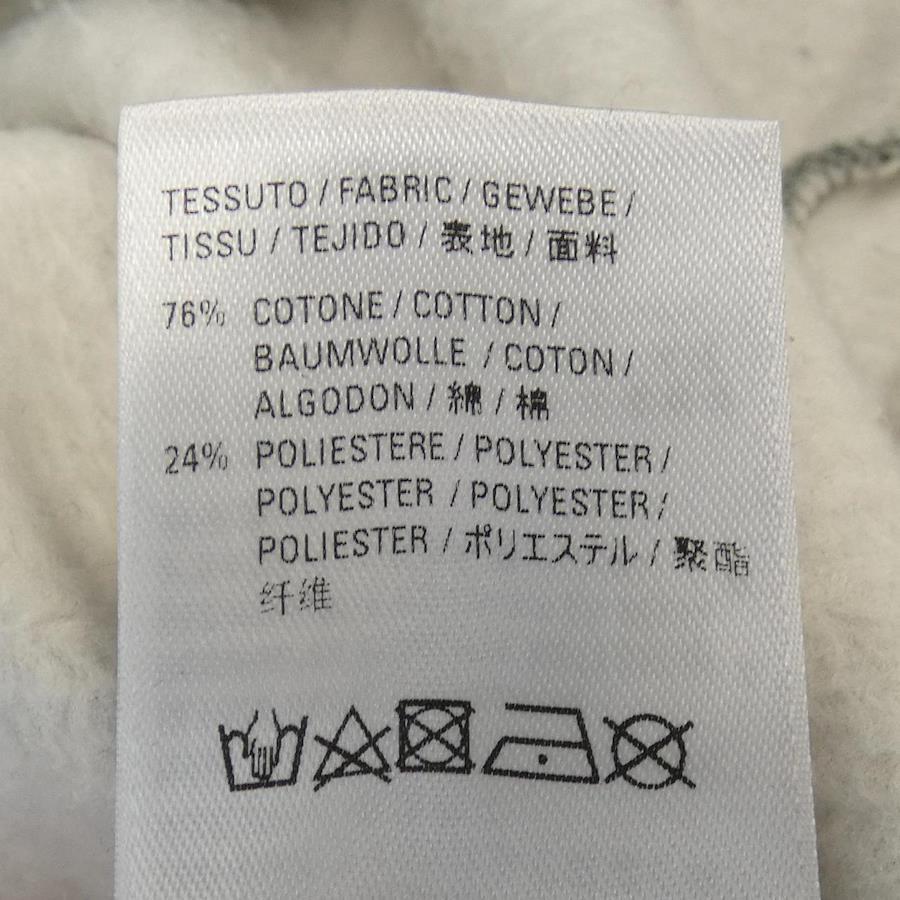 TESSUTO / FABRIC / GEWEBE /
TISSU / TEJIDO / 表地 / 面料
76% COTONE / COTTON /
BAUMWOLLE / COTON /
ALGODON / 綿 / 棉
24% POLIESTERE / POLYESTER /
POLYESTER / POLYESTER /
POLIESTER / ポリエステル / 聚酯
纤维